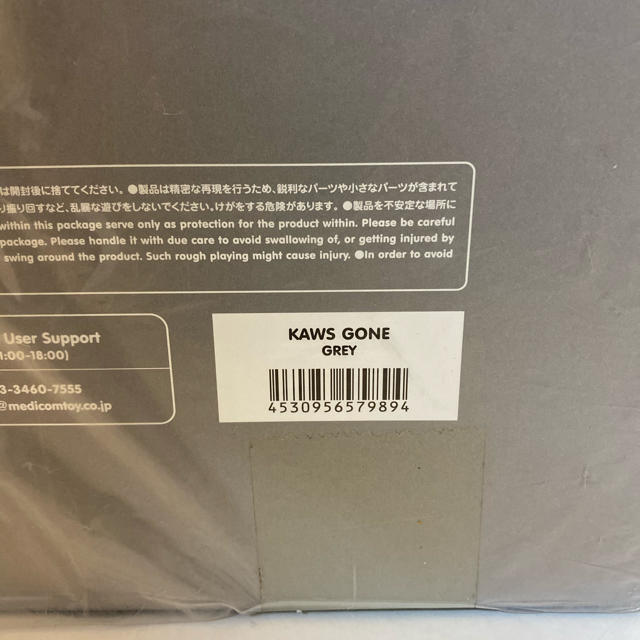 は開封後に捨ててください。●製品は精密な再現を行うため、鋭利なパーツや小さなパーツが含まれて
り振り回すなど、乱暴な遊びをしないでください。けがをする危険があります。●製品を不安定な場所に
within this package serve only as protection for the product within. Please be careful
package. Please handle it with due care to avoid swallowing of, or getting injured by
swing around the product. Such rough playing might cause injury. ●In order to avoid
User Support
1:00-18:00)
3-3460-7555
@medicomtoy.co.jp
KAWS GONE
GREY
4530956579894